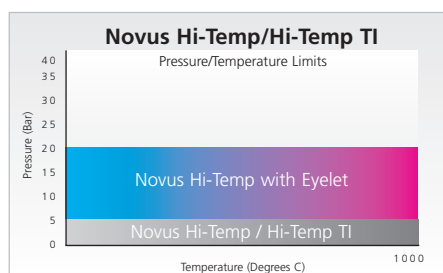 Novus Hi-Temp/Hi-Temp TI
Pressure/Temperature Limits
Pressure (Bar)
40
35
30
25
20
15
10
5
0
Novus Hi-Temp with Eyelet
Novus Hi-Temp / Hi-Temp TI
1000
Temperature (Degrees C)